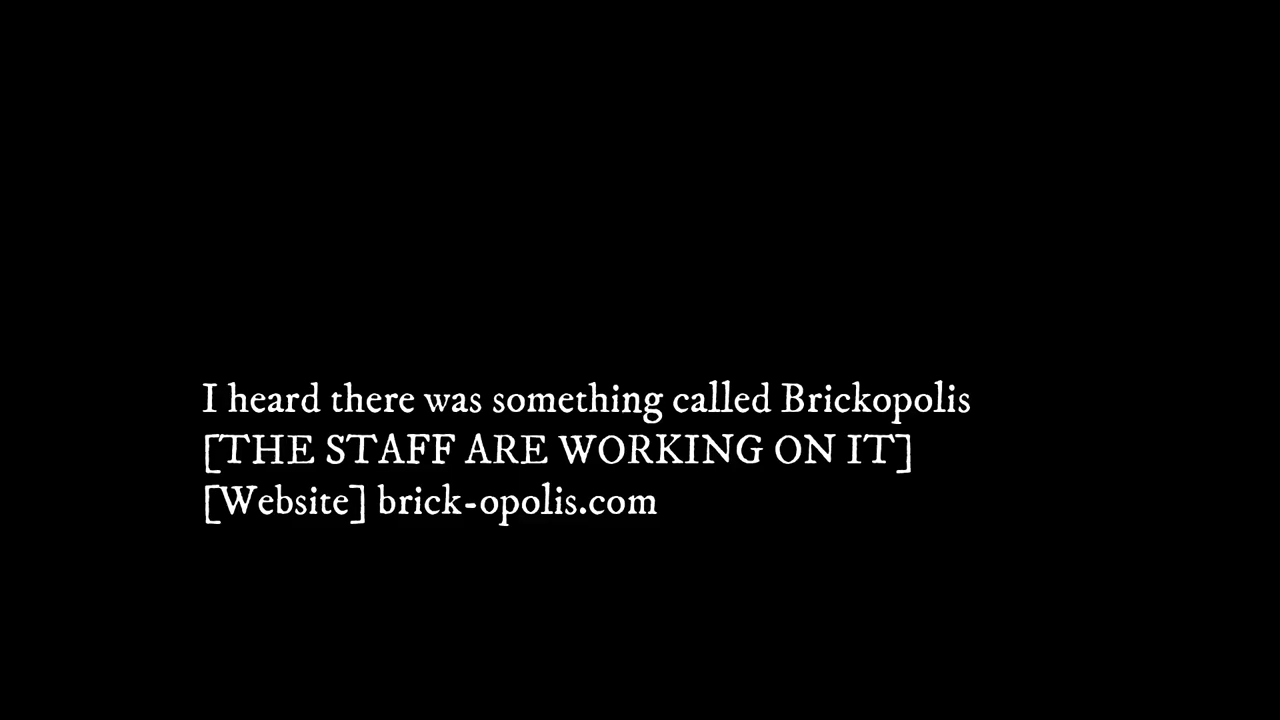 I heard there was something called Brickopolis
[THE STAFF ARE WORKING ON IT]
[Website] brick-opolis.com